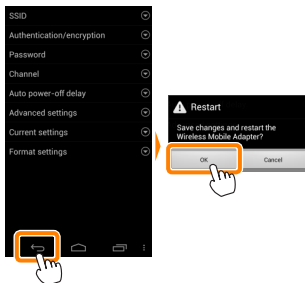 SSID
Authentication/encryption
Password
Channel
Auto power-off delay
Advanced settings
Current settings
Format settings
Restart
Save changes and restart the
Wireless Mobile Adapter?
OK
Cancel